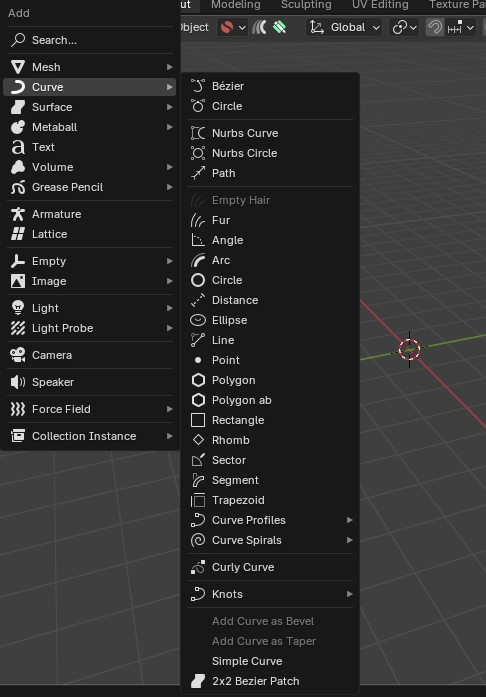 ut Modeling Sculpting UV Editing Texture Pa
Add
Object Global
Search...
Mesh
Curve
Surface
Metaball
Text
Volume
Grease Pencil
Armature
Lattice
Empty
Image
Light
Light Probe
Camera
Speaker
Force Field
Collection Instance
Bézier
Circle
Nurbs Curve
Nurbs Circle
Path
Empty Hair
Fur
Angle
Arc
Circle
Distance
Ellipse
Line
Point
Polygon
Polygon ab
Rectangle
Rhomb
Sector
Segment
Trapezoid
Curve Profiles
Curve Spirals
Curly Curve
Knots
Add Curve as Bevel
Add Curve as Taper
Simple Curve
2x2 Bezier Patch